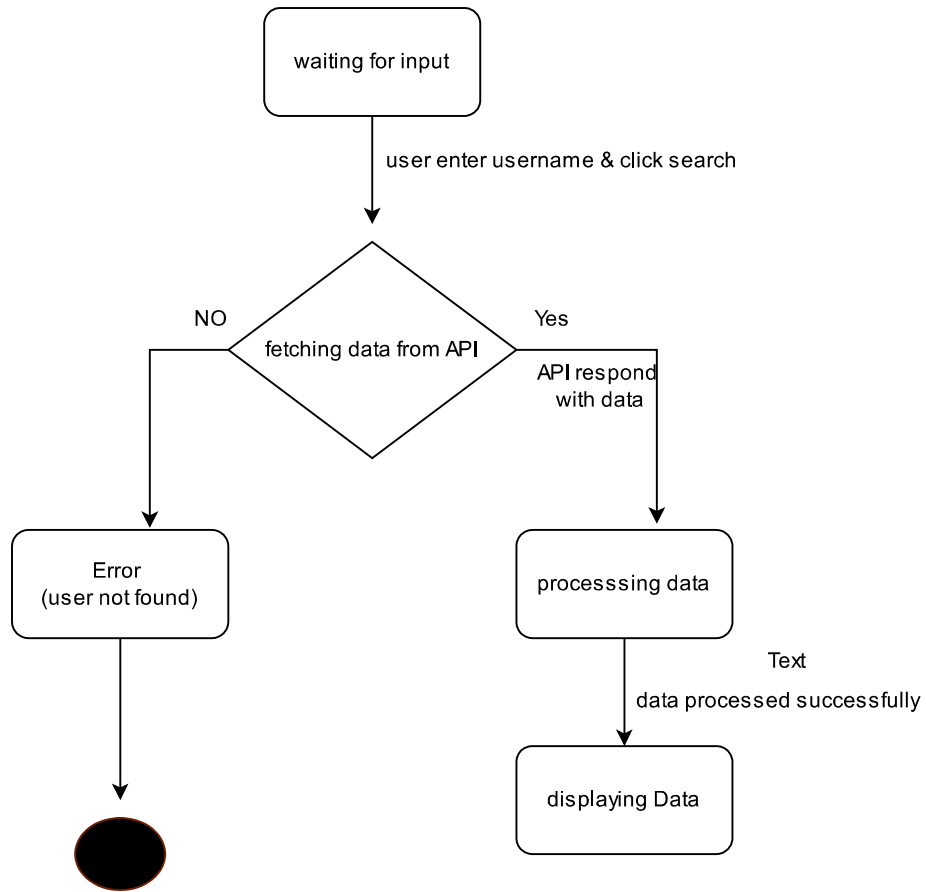 waiting for input
user enter username & click search
NO
Yes
fetching data from API
API respond
with data
Error
(user not found)
processsing data
Text
data processed successfully
displaying Data